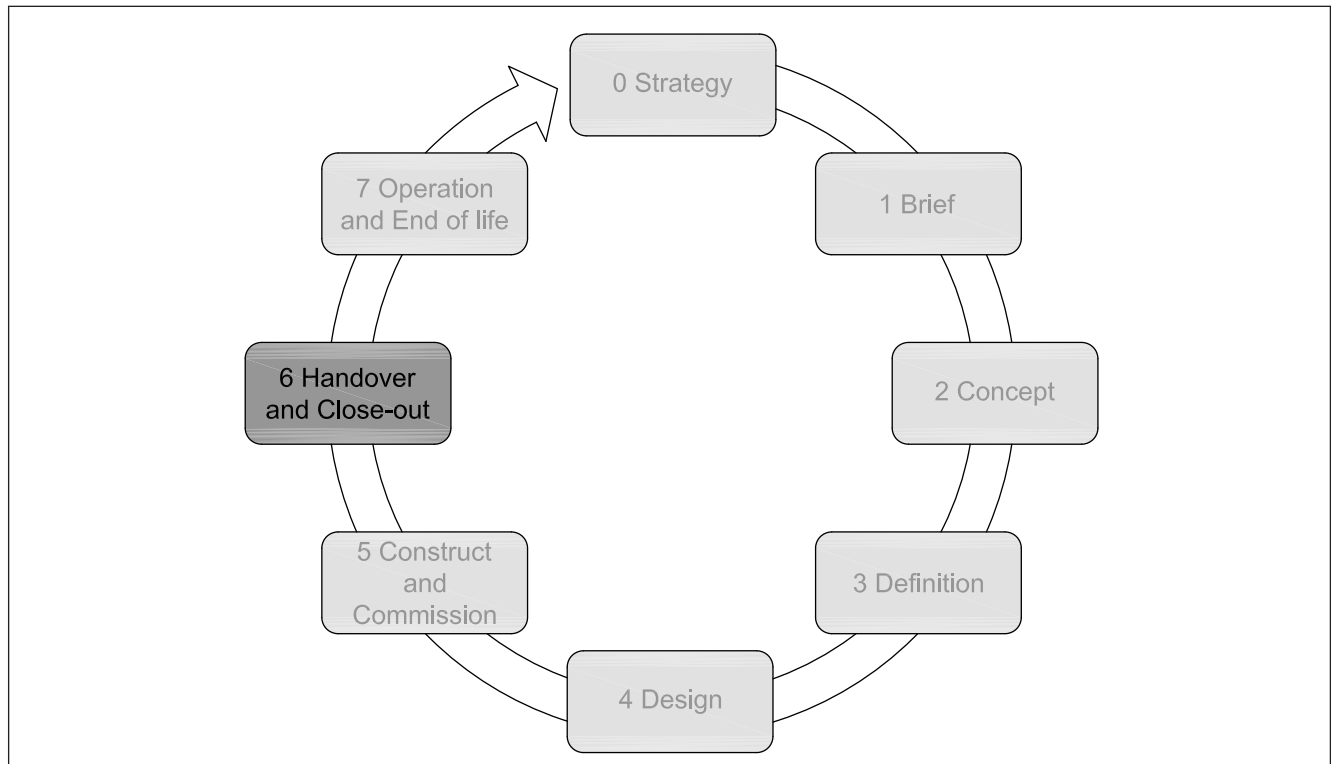 0 Strategy
1 Brief
2 Concept
3 Definition
4 Design
5 Construct
and
Commission
6 Handover
and Close-out
7 Operation
and End of life